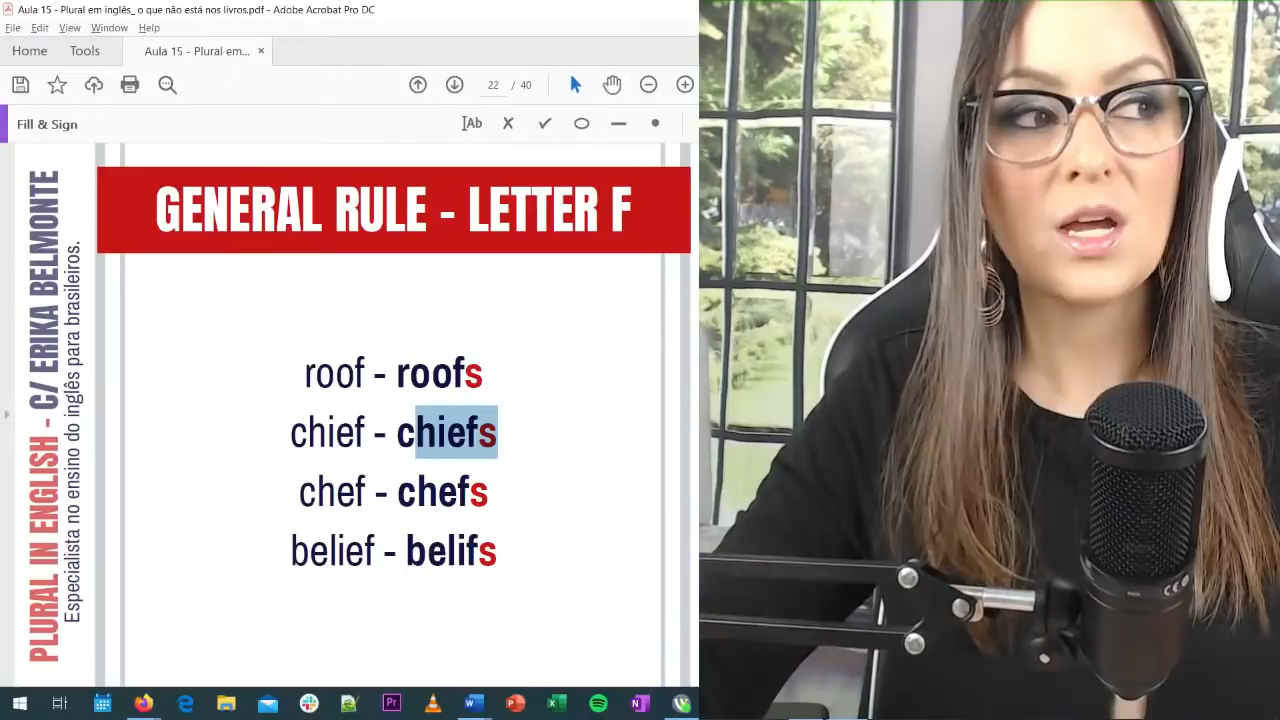 Aula 15 - Plural em inglês_ o que não está nos livros.pdf - Adobe Acrobat Pro DC
File Edit View Window Help
Home Tools Aula 15 - Plural em... ×
22 / 40
Fill & Sign
IAb
PLURAL IN ENGLISH - C/ ERIKA BELMONTE
Especialista no ensino do inglês para brasileiros.
GENERAL RULE - LETTER F
roof - roofs
chief - chiefs
chef - chefs
belief - belifs